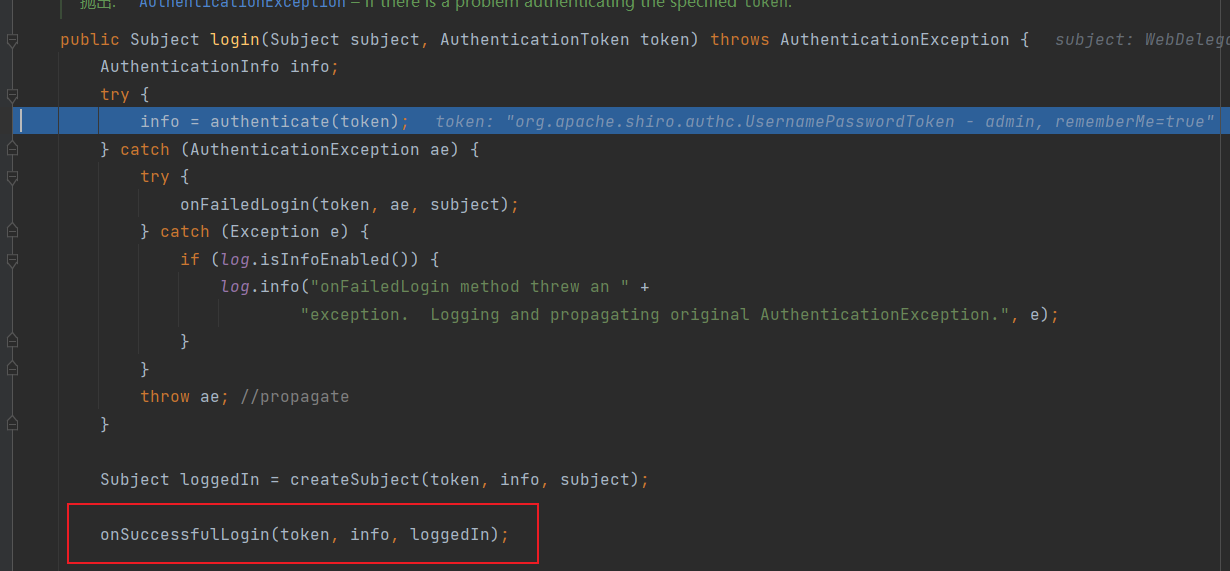 抛出: AuthenticationException – if there is a problem authenticating the specified token.
public Subject login(Subject subject, AuthenticationToken token) throws AuthenticationException {   subject: WebDelega
    AuthenticationInfo info;
    try {
        info = authenticate(token);   token: "org.apache.shiro.authc.UsernamePasswordToken - admin, rememberMe=true"
    } catch (AuthenticationException ae) {
        try {
            onFailedLogin(token, ae, subject);
        } catch (Exception e) {
            if (log.isInfoEnabled()) {
                log.info("onFailedLogin method threw an " +
                        "exception.  Logging and propagating original AuthenticationException.", e);
            }
        }
        throw ae; //propagate
    }
    Subject loggedIn = createSubject(token, info, subject);
    onSuccessfulLogin(token, info, loggedIn);